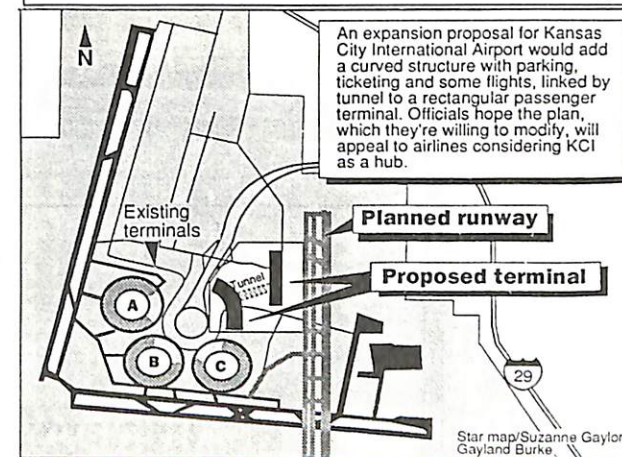 An expansion proposal for Kansas
City International Airport would add
a curved structure with parking,
ticketing and some flights, linked by
tunnel to a rectangular passenger
terminal. Officials hope the plan,
which they're willing to modify, will
appeal to airlines considering KCI
as a hub.
N
Existing
terminals
Planned runway
Tunnel
Proposed terminal
A
B
C
29
Star map/Suzanne Gaylor
Gayland Burke